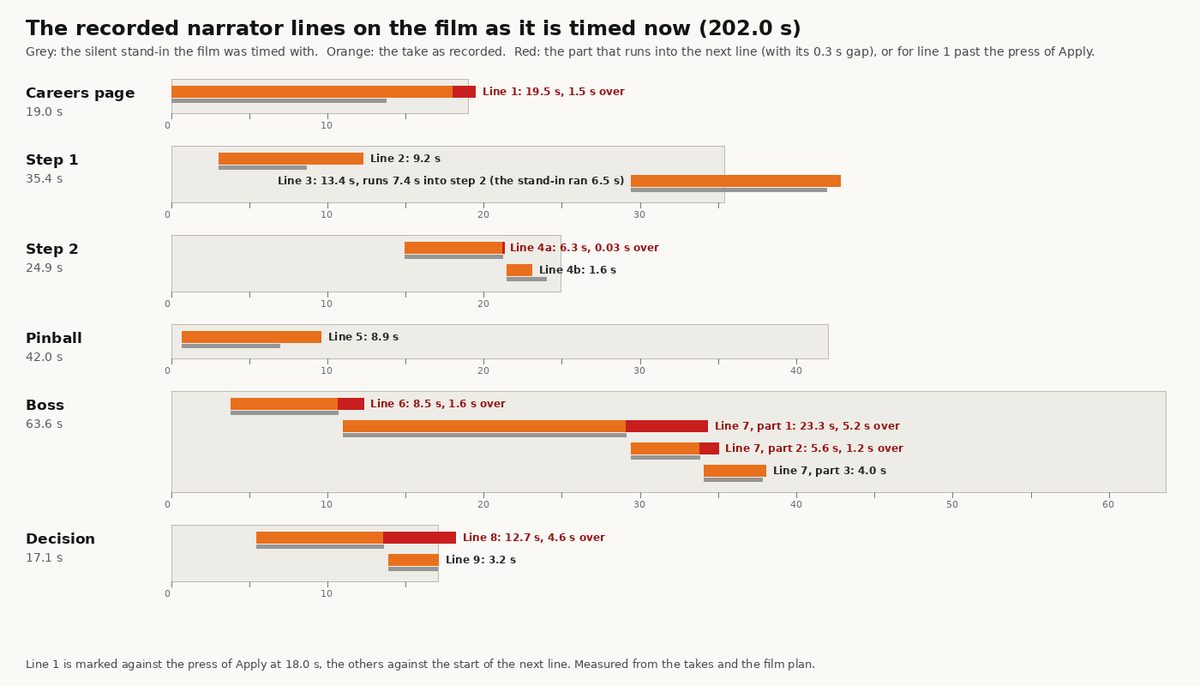 The recorded narrator lines on the film as it is timed now (202.0 s)
Grey: the silent stand-in the film was timed with.  Orange: the take as recorded.  Red: the part that runs into the next line (with its 0.3 s gap), or for line 1 past the press of Apply.
Careers page
19.0 s
Line 1: 19.5 s, 1.5 s over
0 10
Step 1
35.4 s
Line 2: 9.2 s
Line 3: 13.4 s, runs 7.4 s into step 2 (the stand-in ran 6.5 s)
0 10 20 30
Step 2
24.9 s
Line 4a: 6.3 s, 0.03 s over
Line 4b: 1.6 s
0 10 20
Pinball
42.0 s
Line 5: 8.9 s
0 10 20 30 40
Boss
63.6 s
Line 6: 8.5 s, 1.6 s over
Line 7, part 1: 23.3 s, 5.2 s over
Line 7, part 2: 5.6 s, 1.2 s over
Line 7, part 3: 4.0 s
0 10 20 30 40 50 60
Decision
17.1 s
Line 8: 12.7 s, 4.6 s over
Line 9: 3.2 s
0 10
Line 1 is marked against the press of Apply at 18.0 s, the others against the start of the next line. Measured from the takes and the film plan.